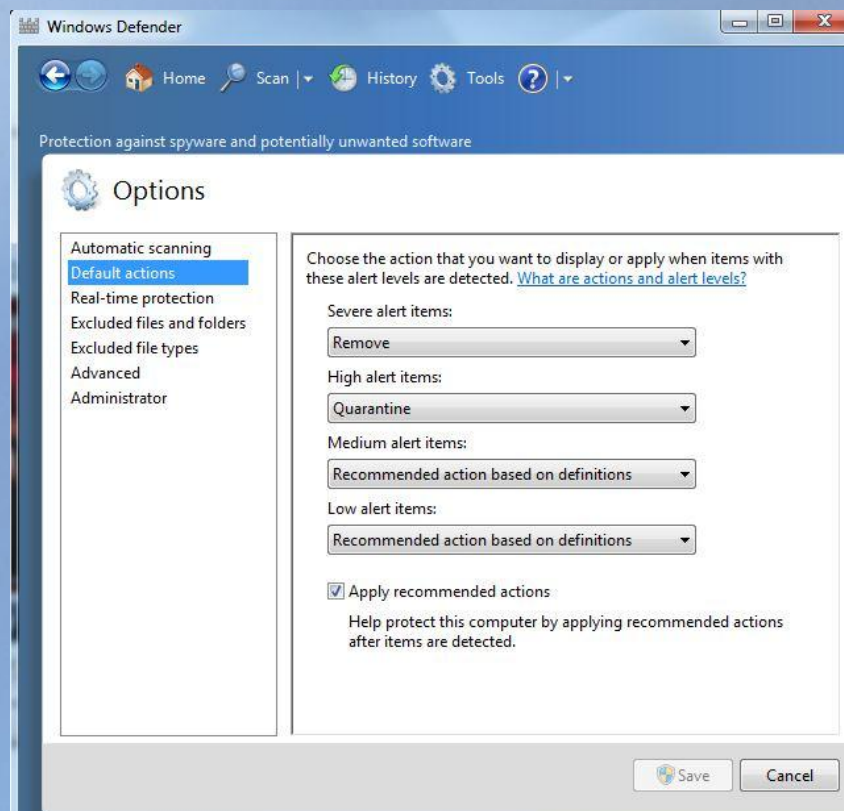 Windows Defender
Home Scan History Tools
Protection against spyware and potentially unwanted software
Options
Automatic scanning
Default actions
Real-time protection
Excluded files and folders
Excluded file types
Advanced
Administrator
Choose the action that you want to display or apply when items with
these alert levels are detected. What are actions and alert levels?
Severe alert items:
Remove
High alert items:
Quarantine
Medium alert items:
Recommended action based on definitions
Low alert items:
Recommended action based on definitions
Apply recommended actions
Help protect this computer by applying recommended actions
after items are detected.
Save Cancel